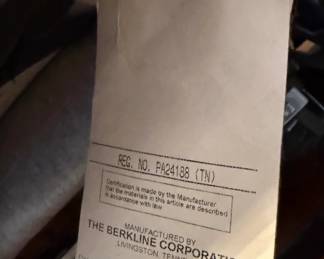 REG. NO. PA24188 (TN)
Certification is made by the Manufacturer
that the materials in this article are described
in accordance with law.
MANUFACTURED BY
THE BERKLINE CORPORATI
LIVINGSTON, TENN